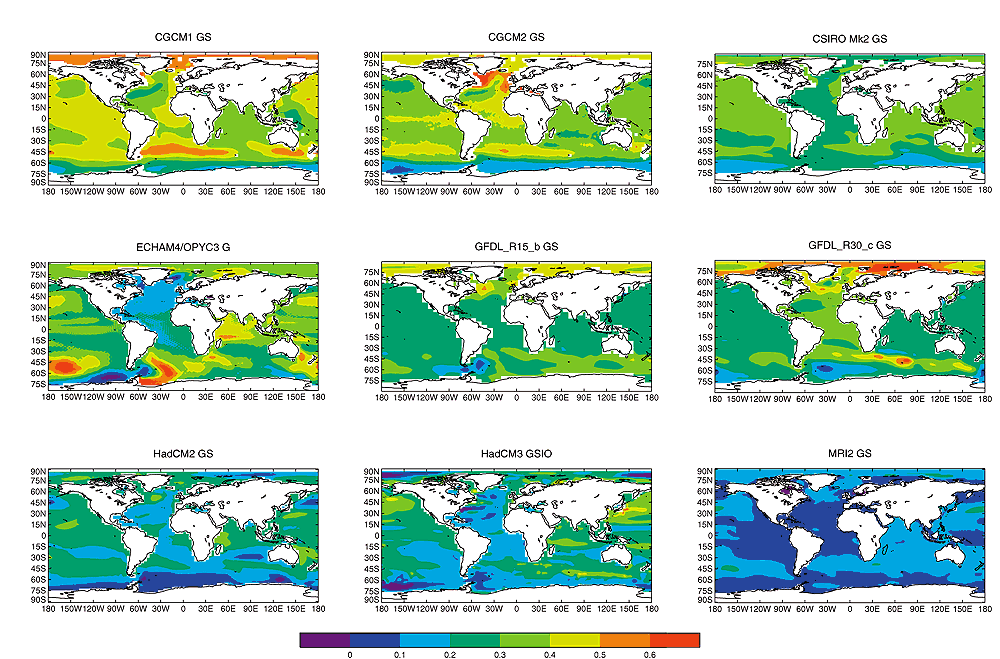 CGCM1 GS
CGCM2 GS
CSIRO Mk2 GS
90N
75N
60N
45N
30N
15N
0
15S
30S
45S
60S
75S
90S
180 150W 120W 90W 60W 30W 0 30E 60E 90E 120E 150E 180
90N
75N
60N
45N
30N
15N
0
15S
30S
45S
60S
75S
90S
180 150W 120W 90W 60W 30W 0 30E 60E 90E 120E 150E 180
75N
60N
45N
30N
15N
0
15S
30S
45S
60S
75S
180 150W 120W 90W 60W 30W 0 30E 60E 90E 120E 150E 180
ECHAM4/OPYC3 G
GFDL_R15_b GS
GFDL_R30_c GS
90N
75N
60N
45N
30N
15N
0
15S
30S
45S
60S
75S
180 150W 120W 90W 60W 30W 0 30E 60E 90E 120E 150E 180
90N
75N
60N
45N
30N
15N
0
15S
30S
45S
60S
75S
180 150W 120W 90W 60W 30W 0 30E 60E 90E 120E 150E 180
75N
60N
45N
30N
15N
0
15S
30S
45S
60S
75S
180 150W 120W 90W 60W 30W 0 30E 60E 90E 120E 150E 180
HadCM2 GS
HadCM3 GSIO
MRI2 GS
90N
75N
60N
45N
30N
15N
0
15S
30S
45S
60S
75S
90S
180 150W 120W 90W 60W 30W 0 30E 60E 90E 120E 150E 180
90N
75N
60N
45N
30N
15N
0
15S
30S
45S
60S
75S
90S
180 150W 120W 90W 60W 30W 0 30E 60E 90E 120E 150E 180
90N
75N
60N
45N
30N
15N
0
15S
30S
45S
60S
75S
90S
180 150W 120W 90W 60W 30W 0 30E 60E 90E 120E 150E 180
0 0.1 0.2 0.3 0.4 0.5 0.6